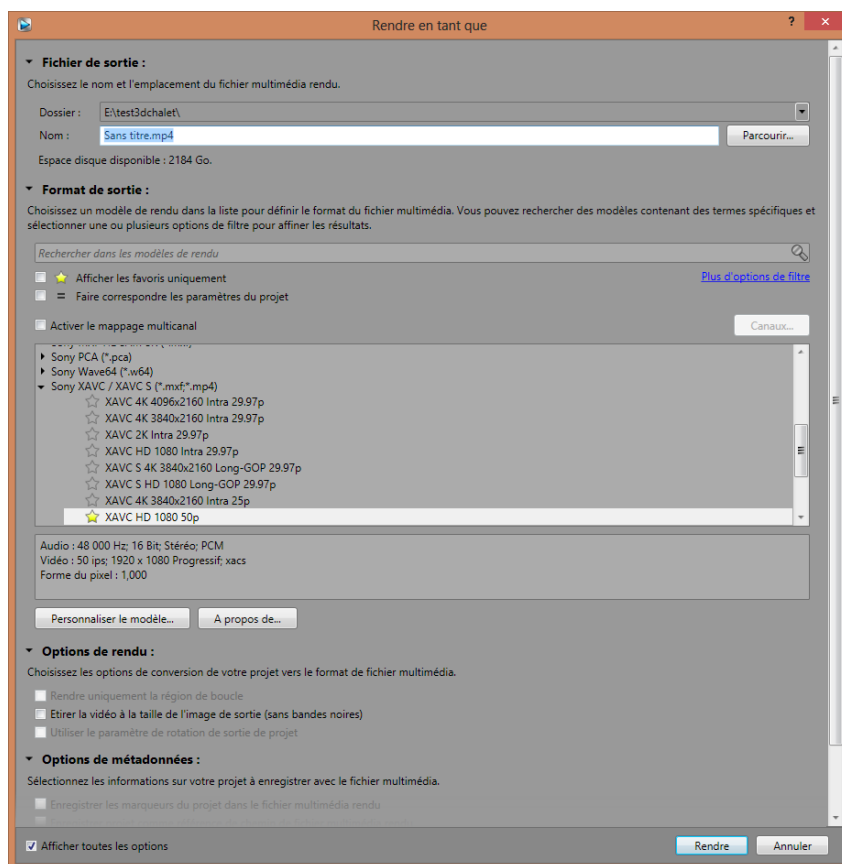 Rendre en tant que
Fichier de sortie :
Choisissez le nom et l'emplacement du fichier multimédia rendu.
Dossier :
E:\test3dchalet\
Nom :
Sans titre.mp4
Parcourir...
Espace disque disponible : 2184 Go.
Format de sortie :
Choisissez un modèle de rendu dans la liste pour définir le format du fichier multimédia. Vous pouvez rechercher des modèles contenant des termes spécifiques et
sélectionner une ou plusieurs options de filtre pour affiner les résultats.
Rechercher dans les modèles de rendu
Afficher les favoris uniquement
Plus d'options de filtre
= Faire correspondre les paramètres du projet
Activer le mappage multicanal
Canaux...
Sony PCA (*.pca)
Sony Wave64 (*.w64)
Sony XAVC / XAVC S (*.mxf;*.mp4)
XAVC 4K 4096x2160 Intra 29.97p
XAVC 4K 3840x2160 Intra 29.97p
XAVC 2K Intra 29.97p
XAVC HD 1080 Intra 29.97p
XAVC S 4K 3840x2160 Long-GOP 29.97p
XAVC S HD 1080 Long-GOP 29.97p
XAVC 4K 3840x2160 Intra 25p
XAVC HD 1080 50p
Audio : 48 000 Hz; 16 Bit; Stéréo; PCM
Vidéo : 50 ips; 1920 x 1080 Progressif; xacs
Forme du pixel : 1,000
Personnaliser le modèle...
A propos de...
Options de rendu :
Choisissez les options de conversion de votre projet vers le format de fichier multimédia.
Rendre uniquement la région de boucle
Etirer la vidéo à la taille de l'image de sortie (sans bandes noires)
Utiliser le paramètre de rotation de sortie de projet
Options de métadonnées :
Sélectionnez les informations sur votre projet à enregistrer avec le fichier multimédia.
Enregistrer les marqueurs du projet dans le fichier multimédia rendu
Afficher toutes les options
Rendre
Annuler